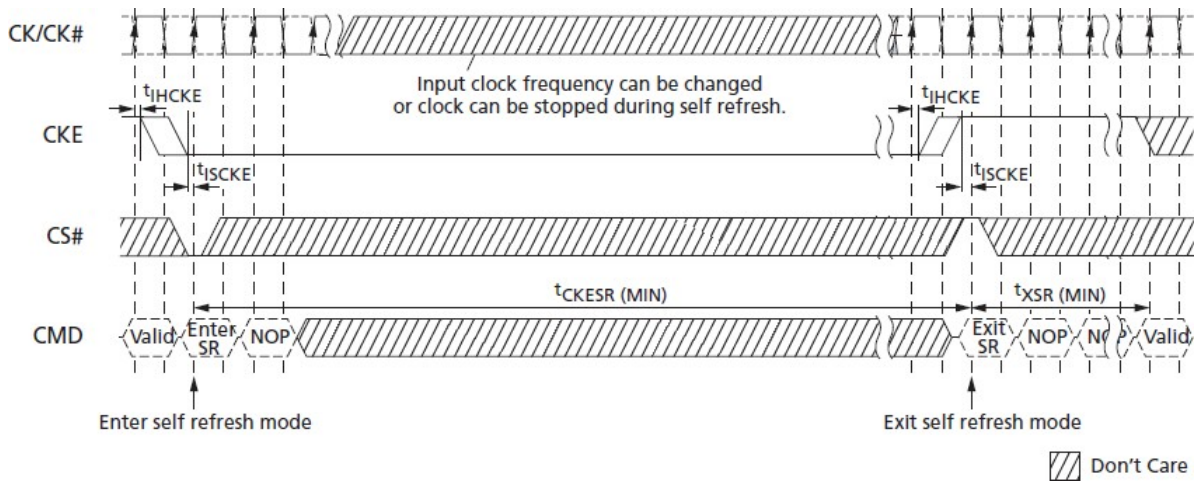 CK/CK#
Input clock frequency can be changed
or clock can be stopped during self refresh.
tIHCKE
tIHCKE
CKE
tISCKE
tISCKE
CS#
tCKESR (MIN)
tXSR (MIN)
CMD
Valid
Enter
SR
NOP
Exit
SR
NOP
NOP
Valid
Enter self refresh mode
Exit self refresh mode
Don't Care